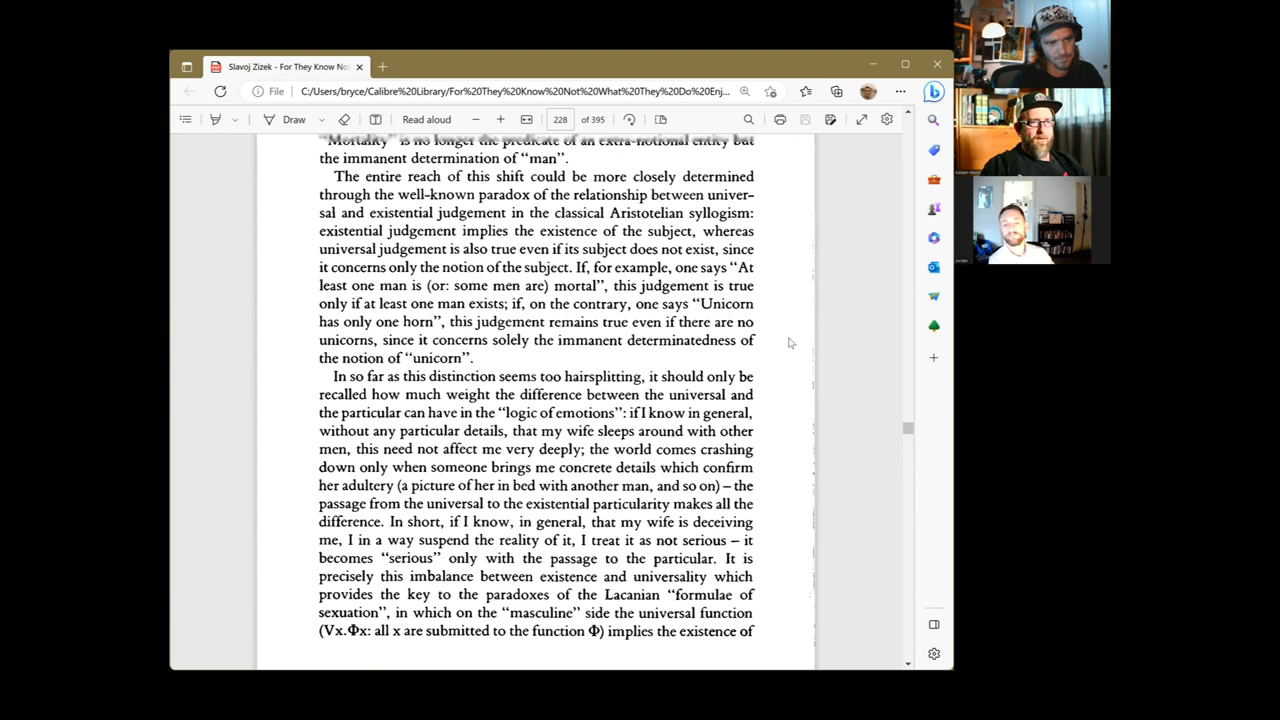 Slavoj Zizek - For They Know No
File
C:/Users/bryce/Calibre%20Library/For%20They%20Know%20Not%20What%20They%20Do%20Enj...
Draw
Read aloud
228
of 395
"Mortality" is no longer the predicate of an extra-notional entity but
the immanent determination of "man".
The entire reach of this shift could be more closely determined
through the well-known paradox of the relationship between univer-
sal and existential judgement in the classical Aristotelian syllogism:
existential judgement implies the existence of the subject, whereas
universal judgement is also true even if its subject does not exist, since
it concerns only the notion of the subject. If, for example, one says "At
least one man is (or: some men are) mortal", this judgement is true
only if at least one man exists; if, on the contrary, one says "Unicorn
has only one horn", this judgement remains true even if there are no
unicorns, since it concerns solely the immanent determinatedness of
the notion of "unicorn".
In so far as this distinction seems too hairsplitting, it should only be
recalled how much weight the difference between the universal and
the particular can have in the "logic of emotions": if I know in general,
without any particular details, that my wife sleeps around with other
men, this need not affect me very deeply; the world comes crashing
down only when someone brings me concrete details which confirm
her adultery (a picture of her in bed with another man, and so on) – the
passage from the universal to the existential particularity makes all the
difference. In short, if I know, in general, that my wife is deceiving
me, I in a way suspend the reality of it, I treat it as not serious – it
becomes "serious" only with the passage to the particular. It is
precisely this imbalance between existence and universality which
provides the key to the paradoxes of the Lacanian "formulae of
sexuation", in which on the "masculine" side the universal function
(Vx.Φx: all x are submitted to the function Φ) implies the existence of
Jordan